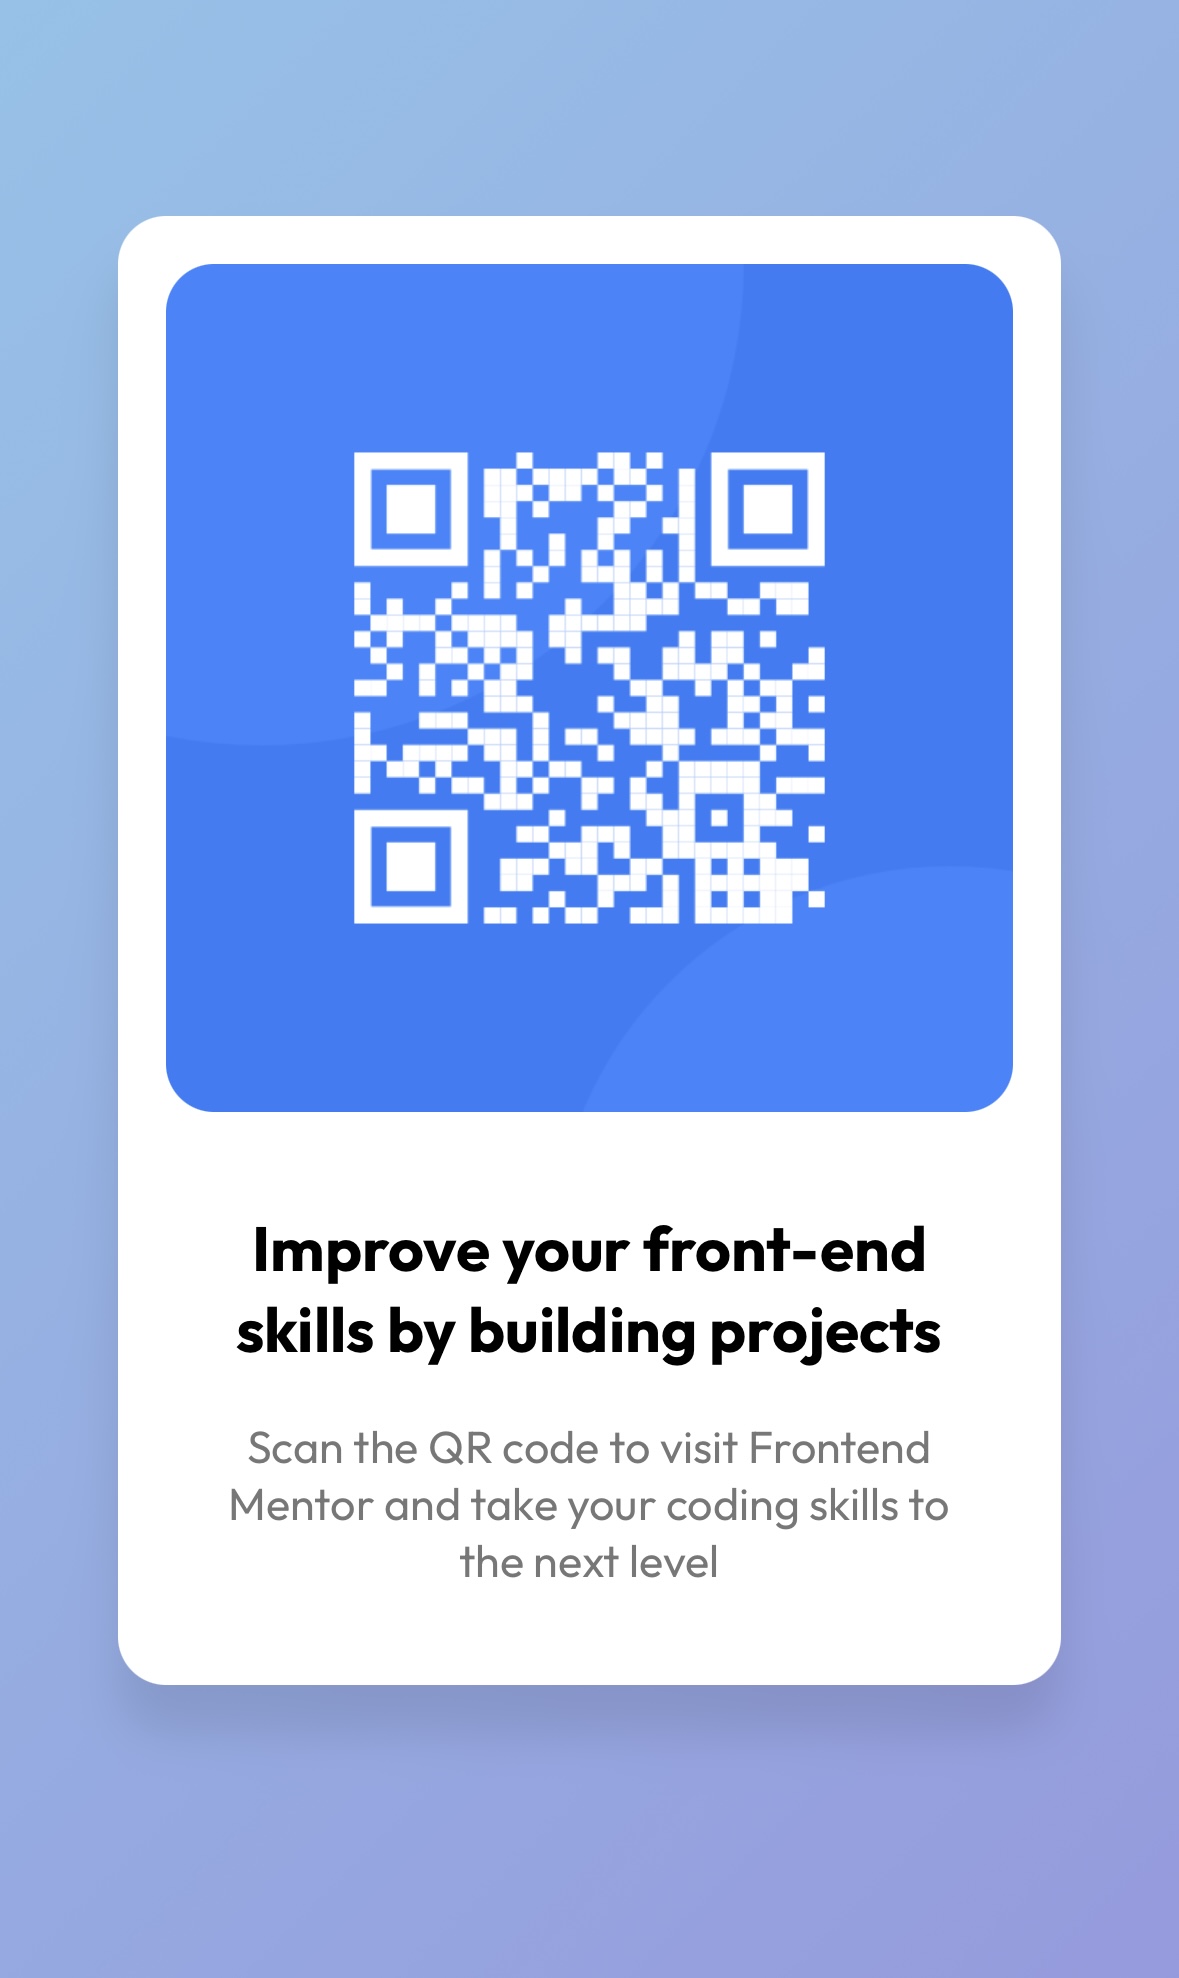 Improve your front-end
skills by building projects
Scan the QR code to visit Frontend
Mentor and take your coding skills to
the next level